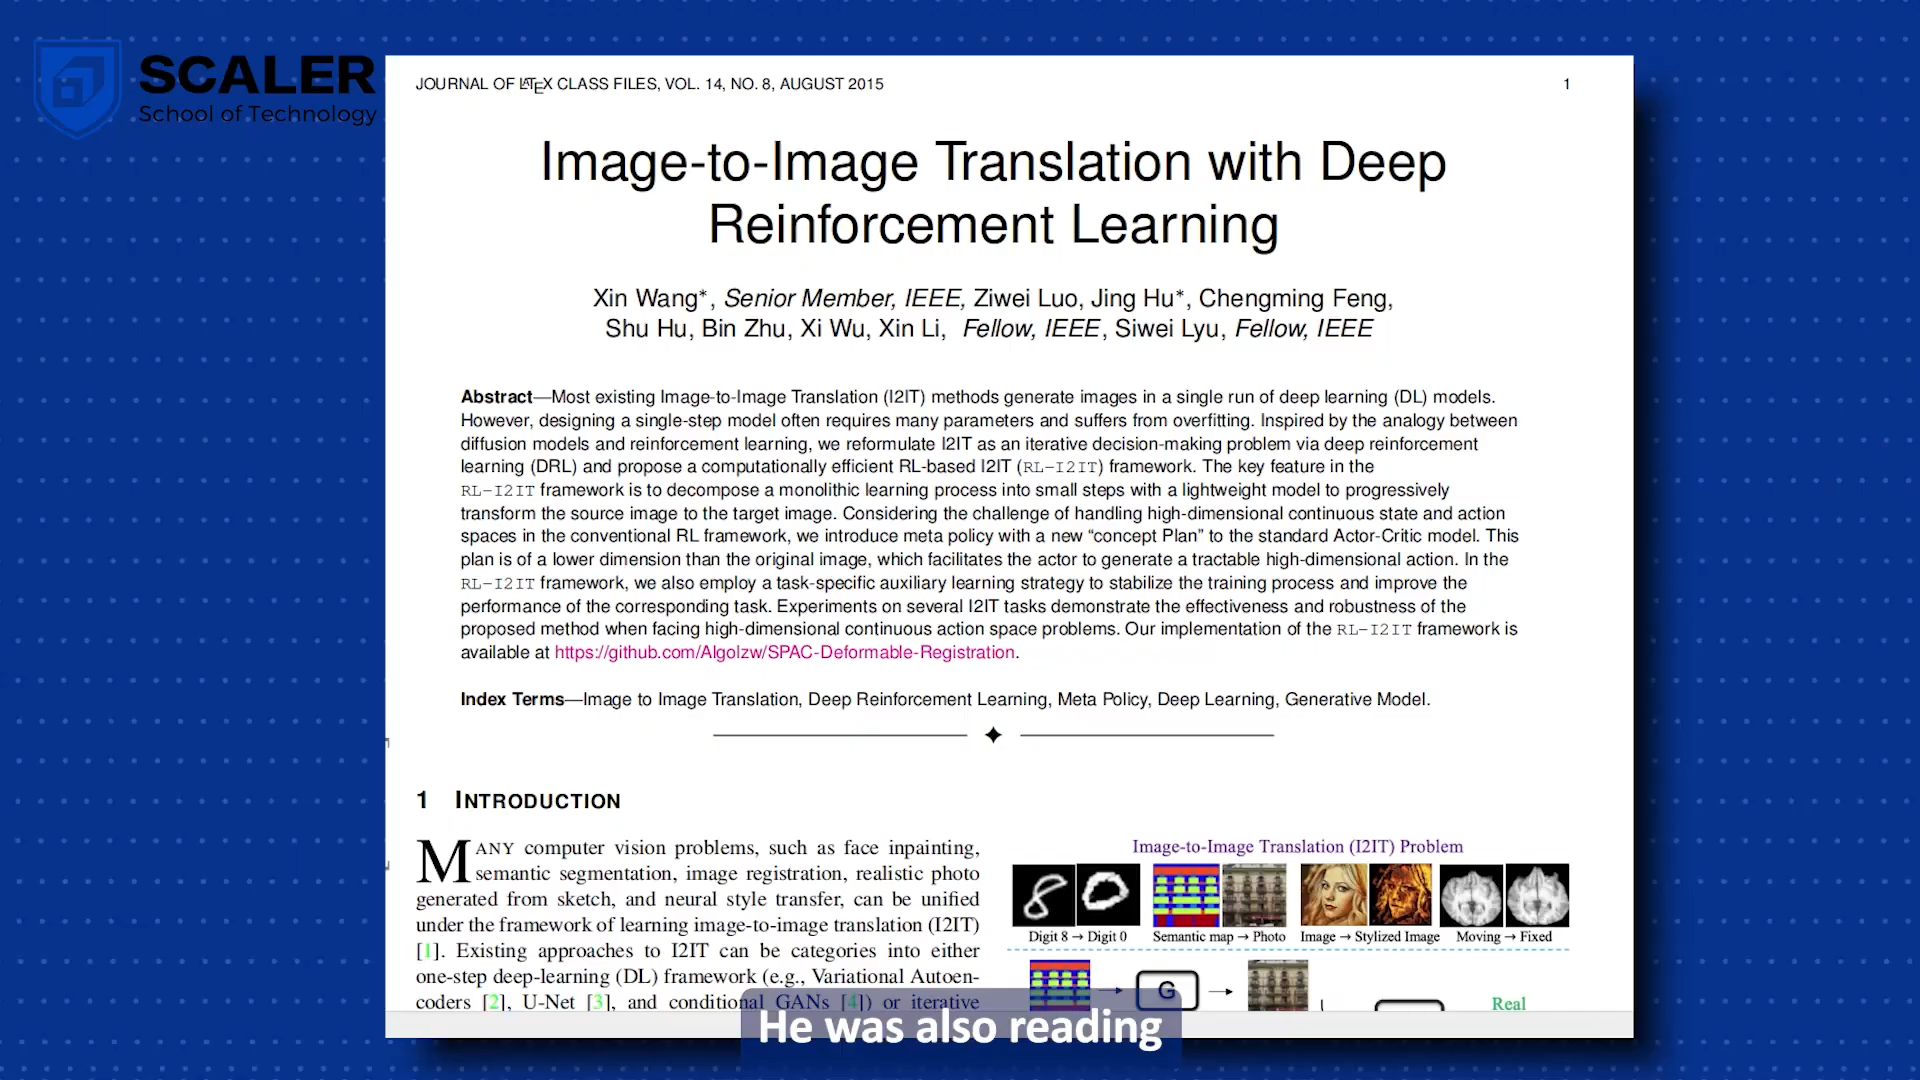 SCALER
School of Technology
JOURNAL OF LATEX CLASS FILES, VOL. 14, NO. 8, AUGUST 2015
1
Image-to-Image Translation with Deep
Reinforcement Learning
Xin Wang*, Senior Member, IEEE, Ziwei Luo, Jing Hu*, Chengming Feng,
Shu Hu, Bin Zhu, Xi Wu, Xin Li, Fellow, IEEE, Siwei Lyu, Fellow, IEEE
Abstract—Most existing Image-to-Image Translation (I2IT) methods generate images in a single run of deep learning (DL) models.
However, designing a single-step model often requires many parameters and suffers from overfitting. Inspired by the analogy between
diffusion models and reinforcement learning, we reformulate I2IT as an iterative decision-making problem via deep reinforcement
learning (DRL) and propose a computationally efficient RL-based I2IT (RL-I2IT) framework. The key feature in the
RL-I2IT framework is to decompose a monolithic learning process into small steps with a lightweight model to progressively
transform the source image to the target image. Considering the challenge of handling high-dimensional continuous state and action
spaces in the conventional RL framework, we introduce meta policy with a new “concept Plan” to the standard Actor-Critic model. This
plan is of a lower dimension than the original image, which facilitates the actor to generate a tractable high-dimensional action. In the
RL-I2IT framework, we also employ a task-specific auxiliary learning strategy to stabilize the training process and improve the
performance of the corresponding task. Experiments on several I2IT tasks demonstrate the effectiveness and robustness of the
proposed method when facing high-dimensional continuous action space problems. Our implementation of the RL-I2IT framework is
available at https://github.com/Algolzw/SPAC-Deformable-Registration.
Index Terms—Image to Image Translation, Deep Reinforcement Learning, Meta Policy, Deep Learning, Generative Model.
1 INTRODUCTION
MANY computer vision problems, such as face inpainting,
semantic segmentation, image registration, realistic photo
generated from sketch, and neural style transfer, can be unified
under the framework of learning image-to-image translation (I2IT)
[1]. Existing approaches to I2IT can be categories into either
one-step deep-learning (DL) framework (e.g., Variational Autoen-
coders [2], U-Net [3], and conditional GANs [4]) or iterative
Image-to-Image Translation (I2IT) Problem
Digit 8 → Digit 0
Semantic map → Photo
Image → Stylized Image
Moving → Fixed
G
Real
He was also reading